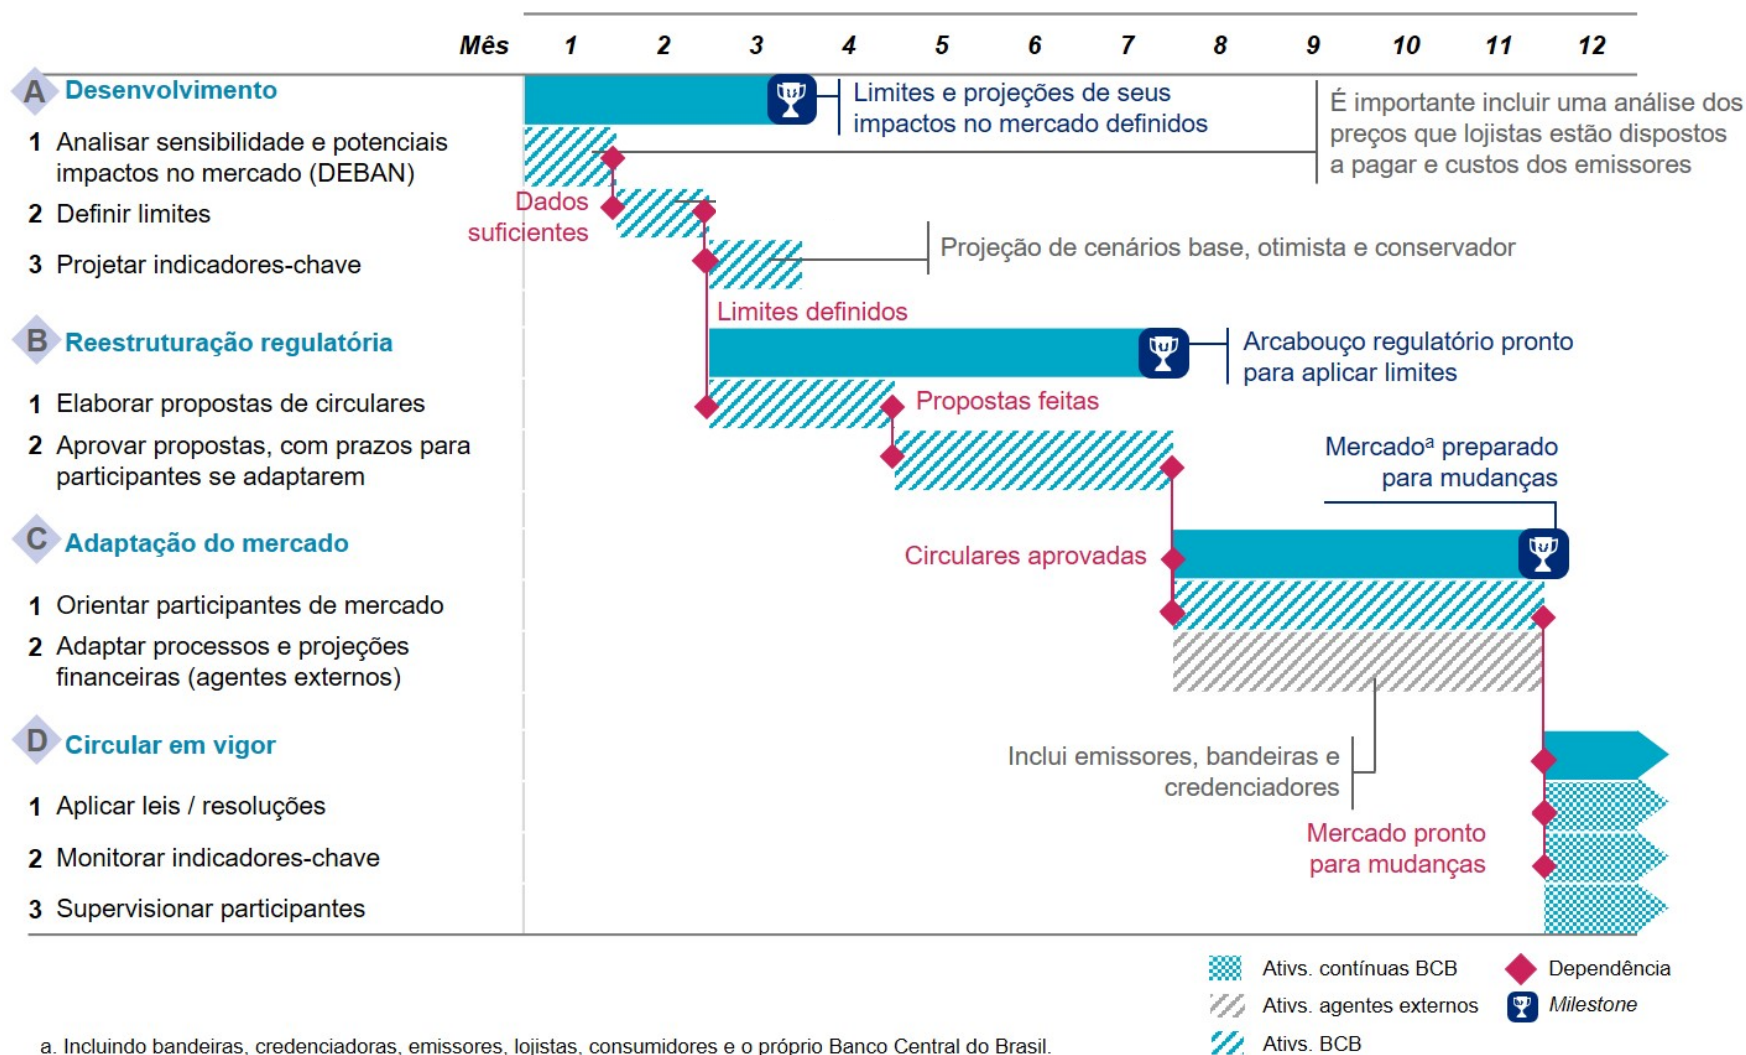 Mês 1 2 3 4 5 6 7 8 9 10 11 12
A Desenvolvimento
Limites e projeções de seus
impactos no mercado definidos
É importante incluir uma análise dos
preços que lojistas estão dispostos
a pagar e custos dos emissores
1 Analisar sensibilidade e potenciais
impactos no mercado (DEBAN)
Dados
suficientes
2 Definir limites
3 Projetar indicadores-chave
Projeção de cenários base, otimista e conservador
Limites definidos
B Reestruturação regulatória
Arcabouço regulatório pronto
para aplicar limites
1 Elaborar propostas de circulares
Propostas feitas
2 Aprovar propostas, com prazos para
participantes se adaptarem
Mercadoª preparado
para mudanças
C Adaptação do mercado
Circulares aprovadas
1 Orientar participantes de mercado
2 Adaptar processos e projeções
financeiras (agentes externos)
D Circular em vigor
Inclui emissores, bandeiras e
credenciadores
1 Aplicar leis / resoluções
Mercado pronto
para mudanças
2 Monitorar indicadores-chave
3 Supervisionar participantes
Ativs. contínuas BCB
Dependência
Ativs. agentes externos
Milestone
Ativs. BCB
a. Incluindo bandeiras, credenciadoras, emissores, lojistas, consumidores e o próprio Banco Central do Brasil.